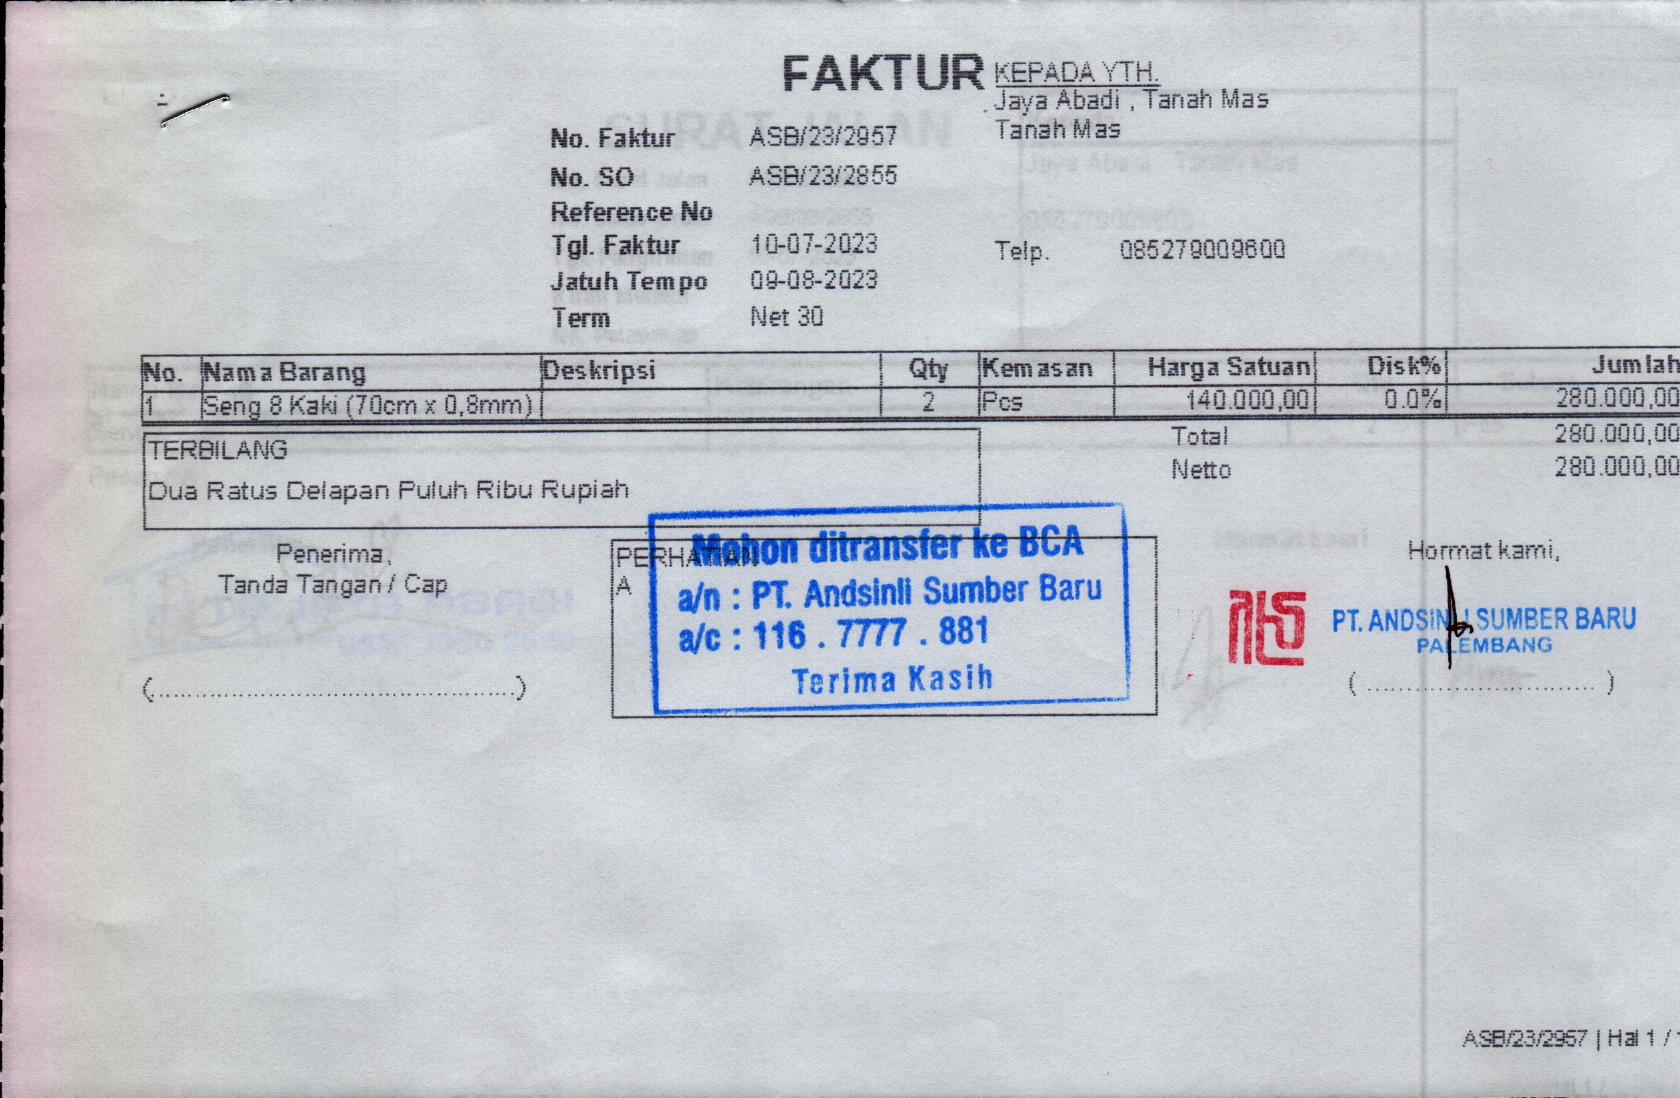 FAKTUR
KEPADA YTH.
Jaya Abadi , Tanah Mas
Tanah Mas
No. Faktur ASB/23/2957
No. SO ASB/23/2855
Reference No
Tgl. Faktur 10-07-2023
Telp. 085279009600
Jatuh Tempo 09-08-2023
Term Net 30
No. Nama Barang Deskripsi Qty Kemasan Harga Satuan Disk% Jumlah
1 Seng 8 Kaki (70cm x 0,8mm) 2 Pcs 140.000,00 0.0% 280.000,00
TERBILANG
Dua Ratus Delapan Puluh Ribu Rupiah
Total 280.000,00
Netto 280.000,00
Penerima,
Tanda Tangan / Cap
(........................................)
PERHATIAN
A
Mohon ditransfer ke BCA
a/n : PT. Andsinli Sumber Baru
a/c : 116 . 7777 . 881
Terima Kasih
Hormat kami,
PT. ANDSINLI SUMBER BARU
PALEMBANG
( ............................ )
ASB/23/2957 | Hal 1 /